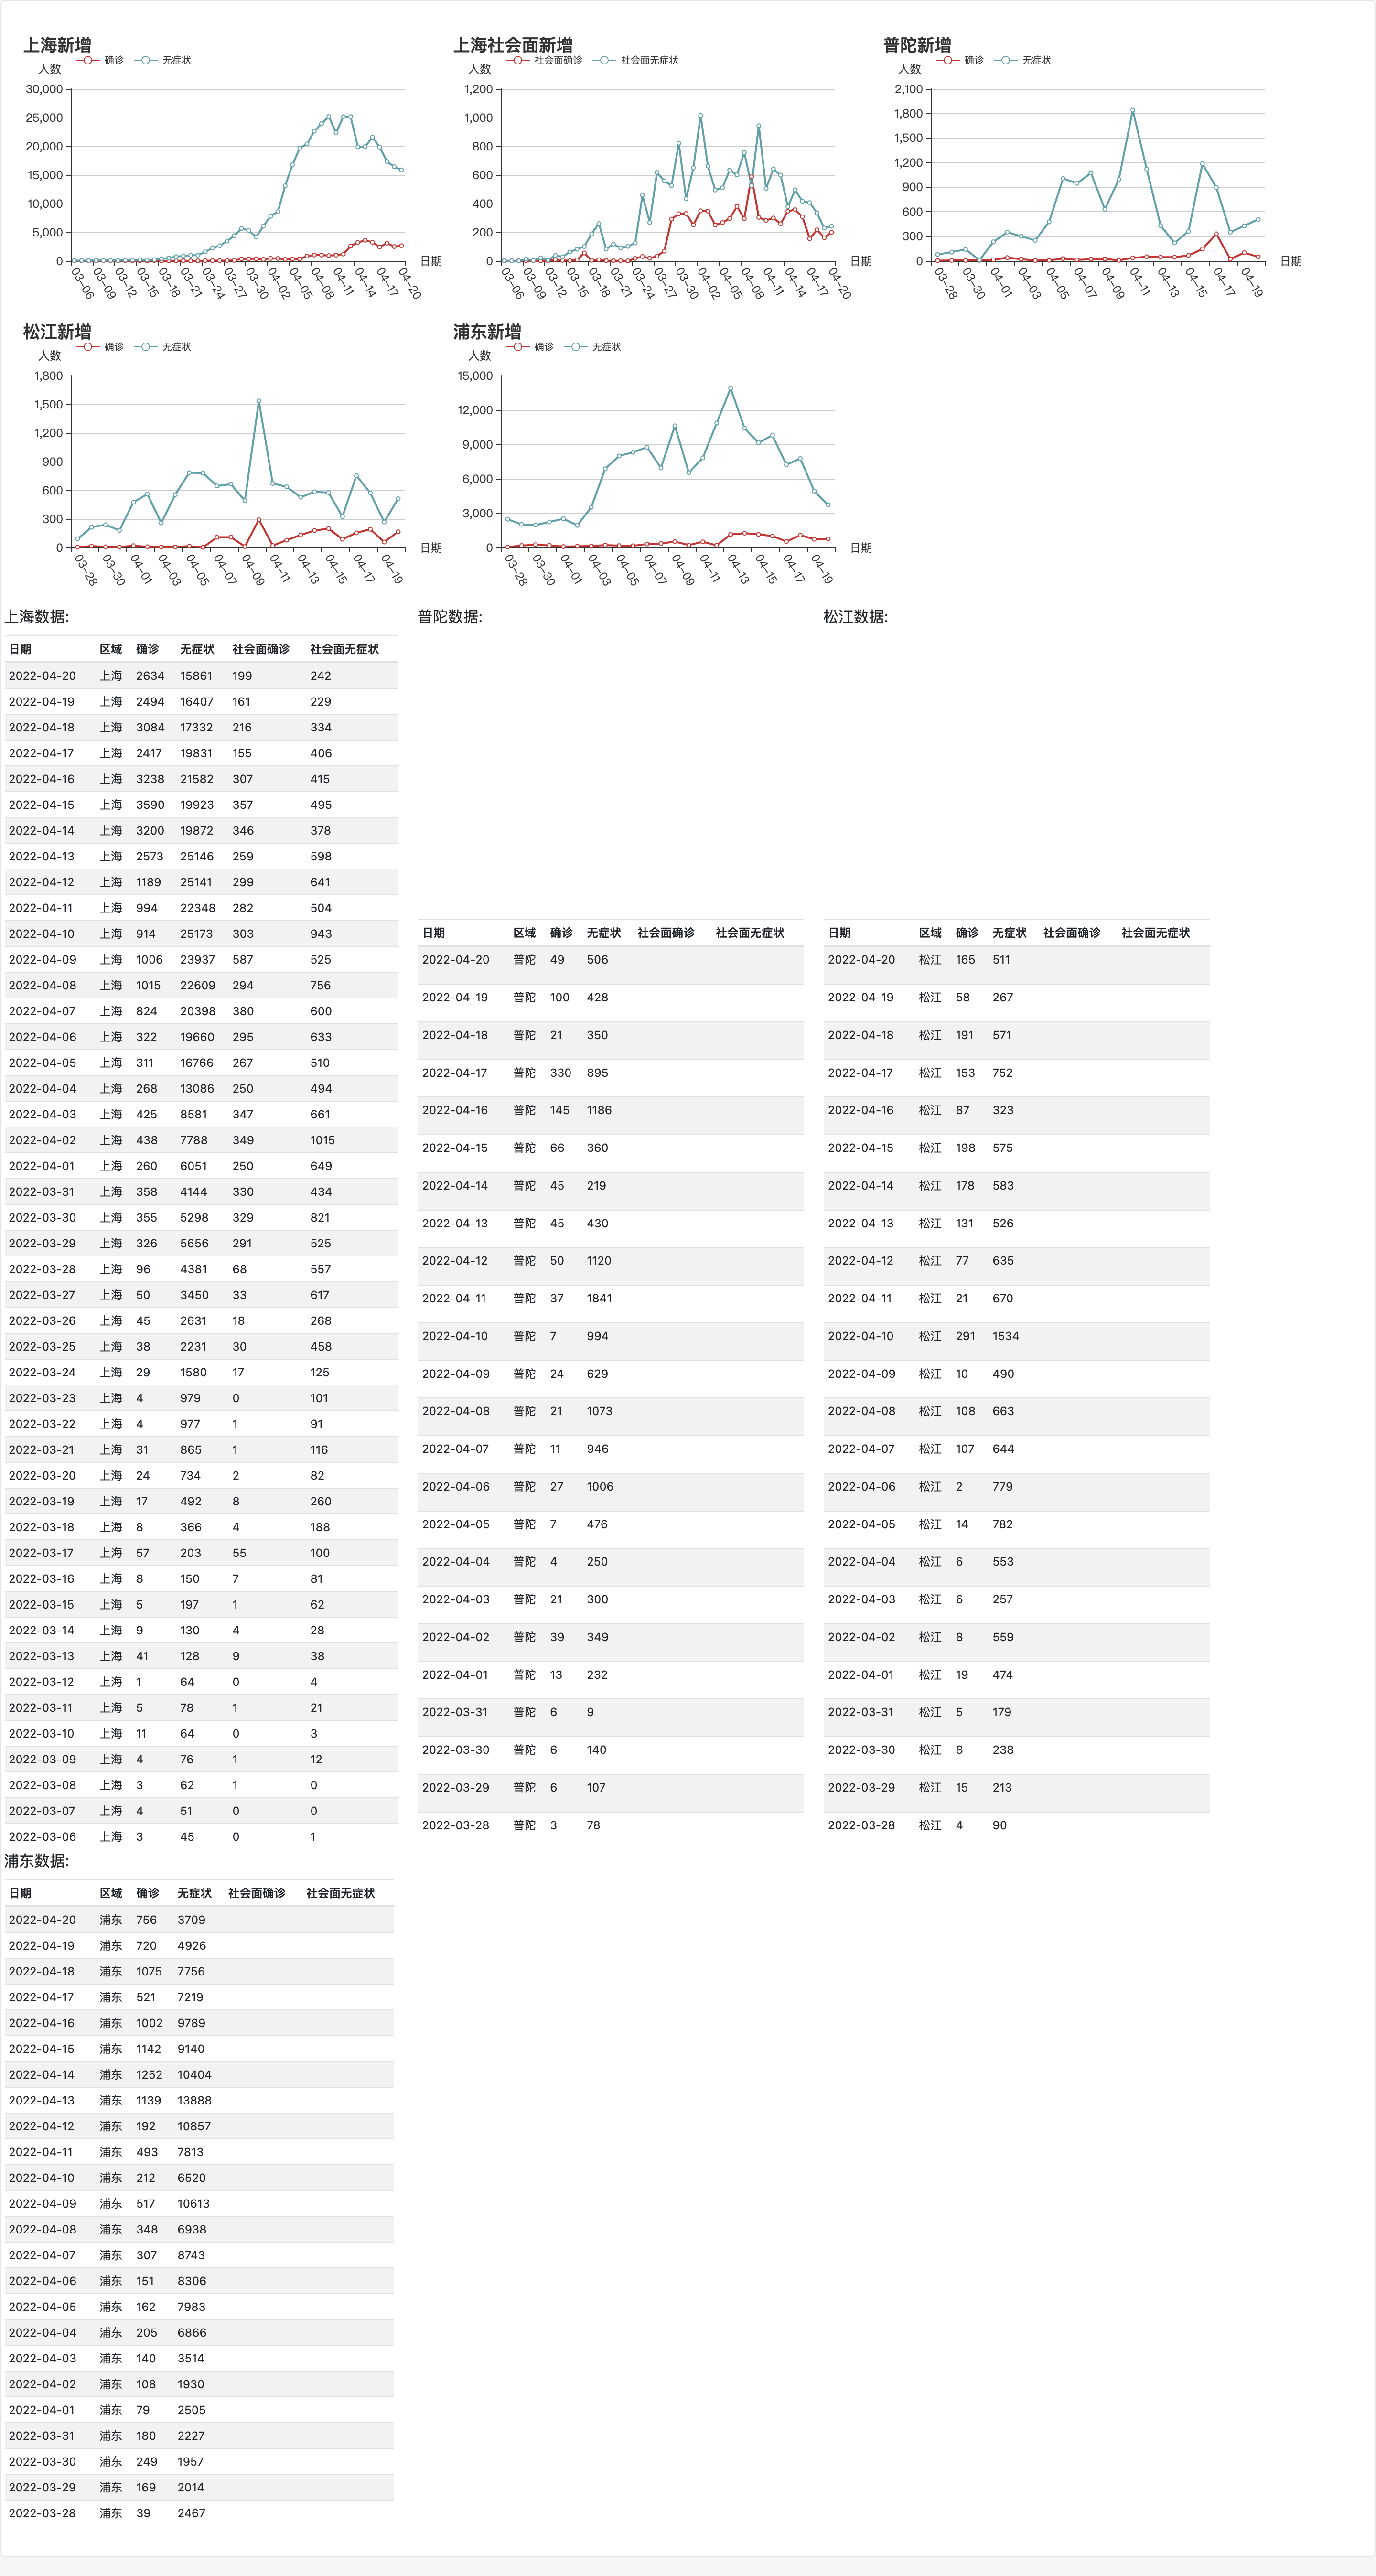 上海新增
确诊 无症状
人数
30,000
25,000
20,000
15,000
10,000
5,000
0
03-06 03-09 03-12 03-15 03-18 03-21 03-24 03-27 03-30 04-02 04-05 04-08 04-11 04-14 04-17 04-20
日期
上海社会面新增
社会面确诊 社会面无症状
人数
1,200
1,000
800
600
400
200
0
03-06 03-09 03-12 03-15 03-18 03-21 03-24 03-27 03-30 04-02 04-05 04-08 04-11 04-14 04-17 04-20
日期
普陀新增
确诊 无症状
人数
2,100
1,800
1,500
1,200
900
600
300
0
03-28 03-30 04-01 04-03 04-05 04-07 04-09 04-11 04-13 04-15 04-17 04-19
日期
松江新增
确诊 无症状
人数
1,800
1,500
1,200
900
600
300
0
03-28 03-30 04-01 04-03 04-05 04-07 04-09 04-11 04-13 04-15 04-17 04-19
日期
浦东新增
确诊 无症状
人数
15,000
12,000
9,000
6,000
3,000
0
03-28 03-30 04-01 04-03 04-05 04-07 04-09 04-11 04-13 04-15 04-17 04-19
日期
上海数据:
日期 区域 确诊 无症状 社会面确诊 社会面无症状
2022-04-20 上海 2634 15861 199 242
2022-04-19 上海 2494 16407 161 229
2022-04-18 上海 3084 17332 216 334
2022-04-17 上海 2417 19831 155 406
2022-04-16 上海 3238 21582 307 415
2022-04-15 上海 3590 19923 357 495
2022-04-14 上海 3200 19872 346 378
2022-04-13 上海 2573 25146 259 598
2022-04-12 上海 1189 25141 299 641
2022-04-11 上海 994 22348 282 504
2022-04-10 上海 914 25173 303 943
2022-04-09 上海 1006 23937 587 525
2022-04-08 上海 1015 22609 294 756
2022-04-07 上海 824 20398 380 600
2022-04-06 上海 322 19660 295 633
2022-04-05 上海 311 16766 267 510
2022-04-04 上海 268 13086 250 494
2022-04-03 上海 425 8581 347 661
2022-04-02 上海 438 7788 349 1015
2022-04-01 上海 260 6051 250 649
2022-03-31 上海 358 4144 330 434
2022-03-30 上海 355 5298 329 821
2022-03-29 上海 326 5656 291 525
2022-03-28 上海 96 4381 68 557
2022-03-27 上海 50 3450 33 617
2022-03-26 上海 45 2631 18 268
2022-03-25 上海 38 2231 30 458
2022-03-24 上海 29 1580 17 125
2022-03-23 上海 4 979 0 101
2022-03-22 上海 4 977 1 91
2022-03-21 上海 31 865 1 116
2022-03-20 上海 24 734 2 82
2022-03-19 上海 17 492 8 260
2022-03-18 上海 8 366 4 188
2022-03-17 上海 57 203 55 100
2022-03-16 上海 8 150 7 81
2022-03-15 上海 5 197 1 62
2022-03-14 上海 9 130 4 28
2022-03-13 上海 41 128 9 38
2022-03-12 上海 1 64 0 4
2022-03-11 上海 5 78 1 21
2022-03-10 上海 11 64 0 3
2022-03-09 上海 4 76 1 12
2022-03-08 上海 3 62 1 0
2022-03-07 上海 4 51 0 0
2022-03-06 上海 3 45 0 1
普陀数据:
日期 区域 确诊 无症状 社会面确诊 社会面无症状
2022-04-20 普陀 49 506
2022-04-19 普陀 100 428
2022-04-18 普陀 21 350
2022-04-17 普陀 330 895
2022-04-16 普陀 145 1186
2022-04-15 普陀 66 360
2022-04-14 普陀 45 219
2022-04-13 普陀 45 430
2022-04-12 普陀 50 1120
2022-04-11 普陀 37 1841
2022-04-10 普陀 7 994
2022-04-09 普陀 24 629
2022-04-08 普陀 21 1073
2022-04-07 普陀 11 946
2022-04-06 普陀 27 1006
2022-04-05 普陀 7 476
2022-04-04 普陀 4 250
2022-04-03 普陀 21 300
2022-04-02 普陀 39 349
2022-04-01 普陀 13 232
2022-03-31 普陀 6 9
2022-03-30 普陀 6 140
2022-03-29 普陀 6 107
2022-03-28 普陀 3 78
松江数据:
日期 区域 确诊 无症状 社会面确诊 社会面无症状
2022-04-20 松江 165 511
2022-04-19 松江 58 267
2022-04-18 松江 191 571
2022-04-17 松江 153 752
2022-04-16 松江 87 323
2022-04-15 松江 198 575
2022-04-14 松江 178 583
2022-04-13 松江 131 526
2022-04-12 松江 77 635
2022-04-11 松江 21 670
2022-04-10 松江 291 1534
2022-04-09 松江 10 490
2022-04-08 松江 108 663
2022-04-07 松江 107 644
2022-04-06 松江 2 779
2022-04-05 松江 14 782
2022-04-04 松江 6 553
2022-04-03 松江 6 257
2022-04-02 松江 8 559
2022-04-01 松江 19 474
2022-03-31 松江 5 179
2022-03-30 松江 8 238
2022-03-29 松江 15 213
2022-03-28 松江 4 90
浦东数据:
日期 区域 确诊 无症状 社会面确诊 社会面无症状
2022-04-20 浦东 756 3709
2022-04-19 浦东 720 4926
2022-04-18 浦东 1075 7756
2022-04-17 浦东 521 7219
2022-04-16 浦东 1002 9789
2022-04-15 浦东 1142 9140
2022-04-14 浦东 1252 10404
2022-04-13 浦东 1139 13888
2022-04-12 浦东 192 10857
2022-04-11 浦东 493 7813
2022-04-10 浦东 212 6520
2022-04-09 浦东 517 10613
2022-04-08 浦东 348 6938
2022-04-07 浦东 307 8743
2022-04-06 浦东 151 8306
2022-04-05 浦东 162 7983
2022-04-04 浦东 205 6866
2022-04-03 浦东 140 3514
2022-04-02 浦东 108 1930
2022-04-01 浦东 79 2505
2022-03-31 浦东 180 2227
2022-03-30 浦东 249 1957
2022-03-29 浦东 169 2014
2022-03-28 浦东 39 2467